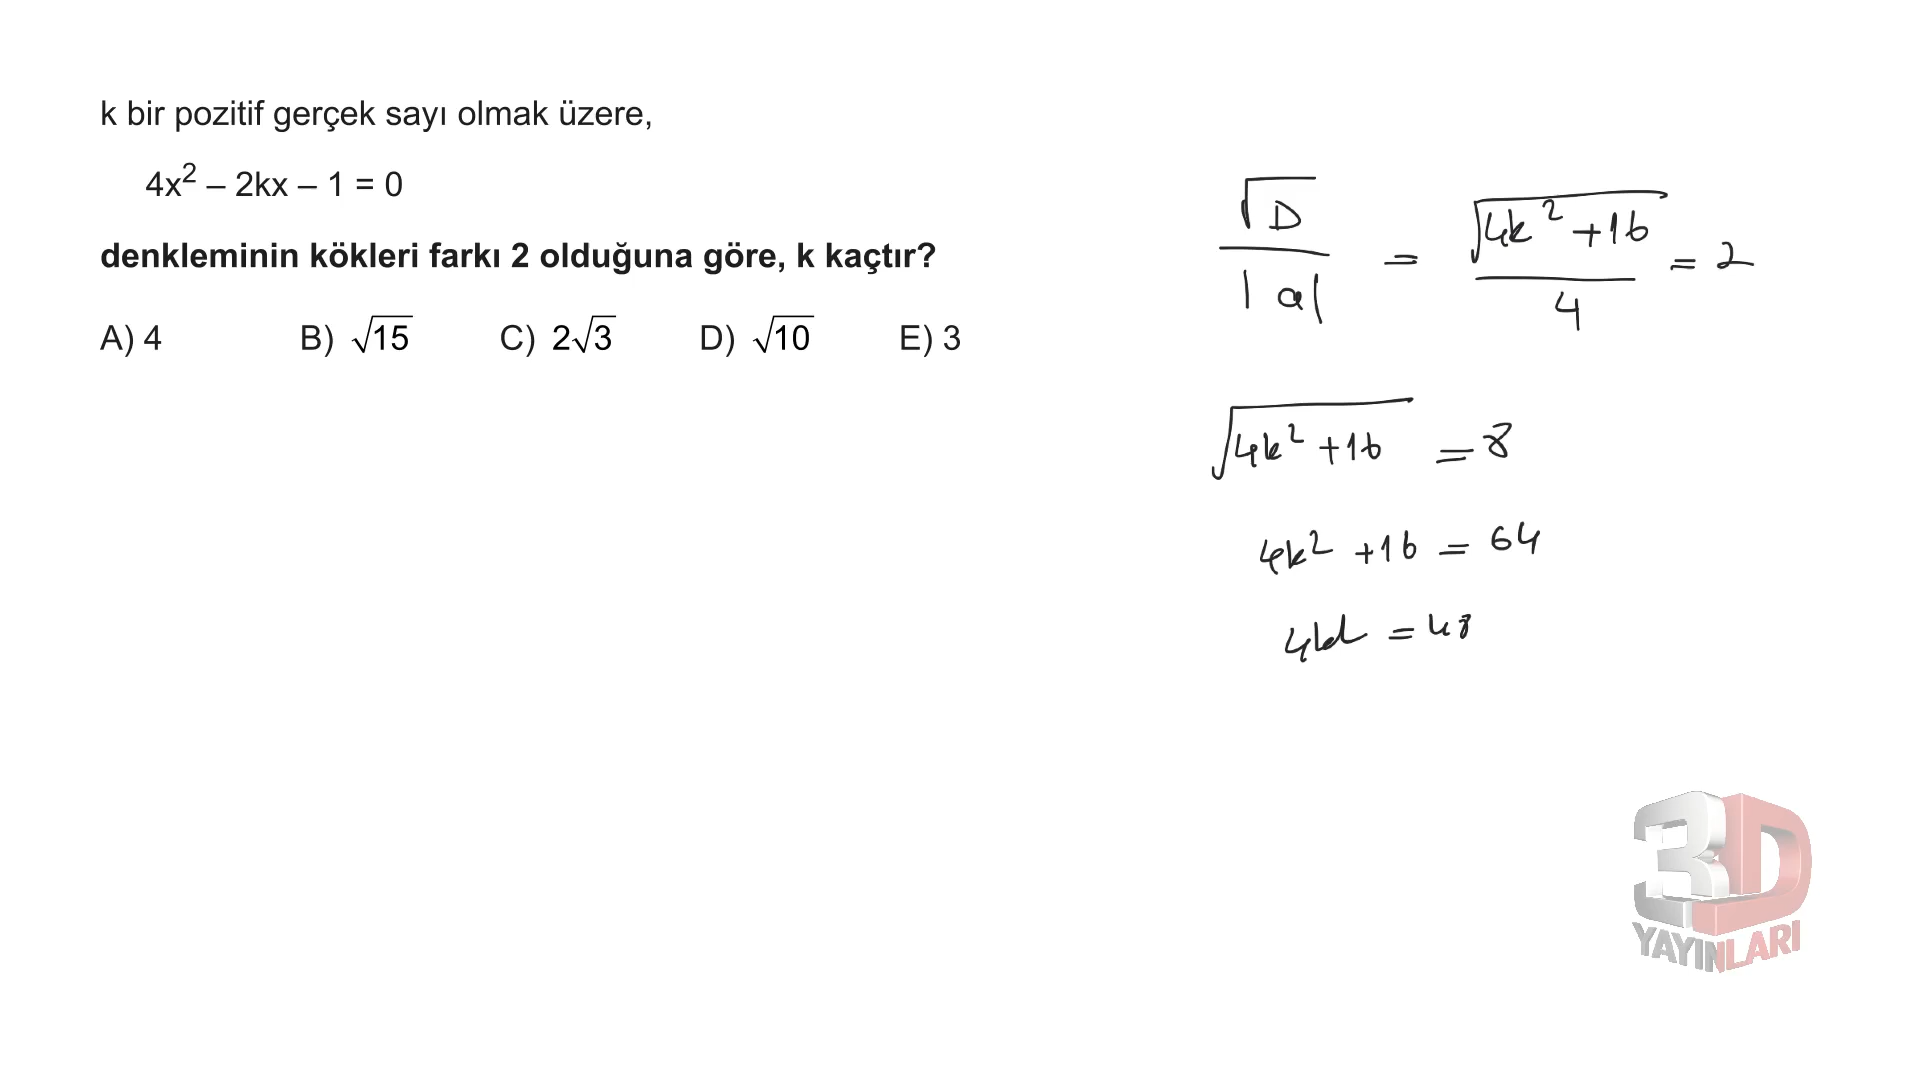 k bir pozitif gerçek sayı olmak üzere,
4x² – 2kx – 1 = 0
denkleminin kökleri farkı 2 olduğuna göre, k kaçtır?
A) 4 B) √15 C) 2√3 D) √10 E) 3
√D / |a| = √(4k² + 16) / 4 = 2
√(4k² + 16) = 8
4k² + 16 = 64
4k² = 48
3D
YAYINLARI